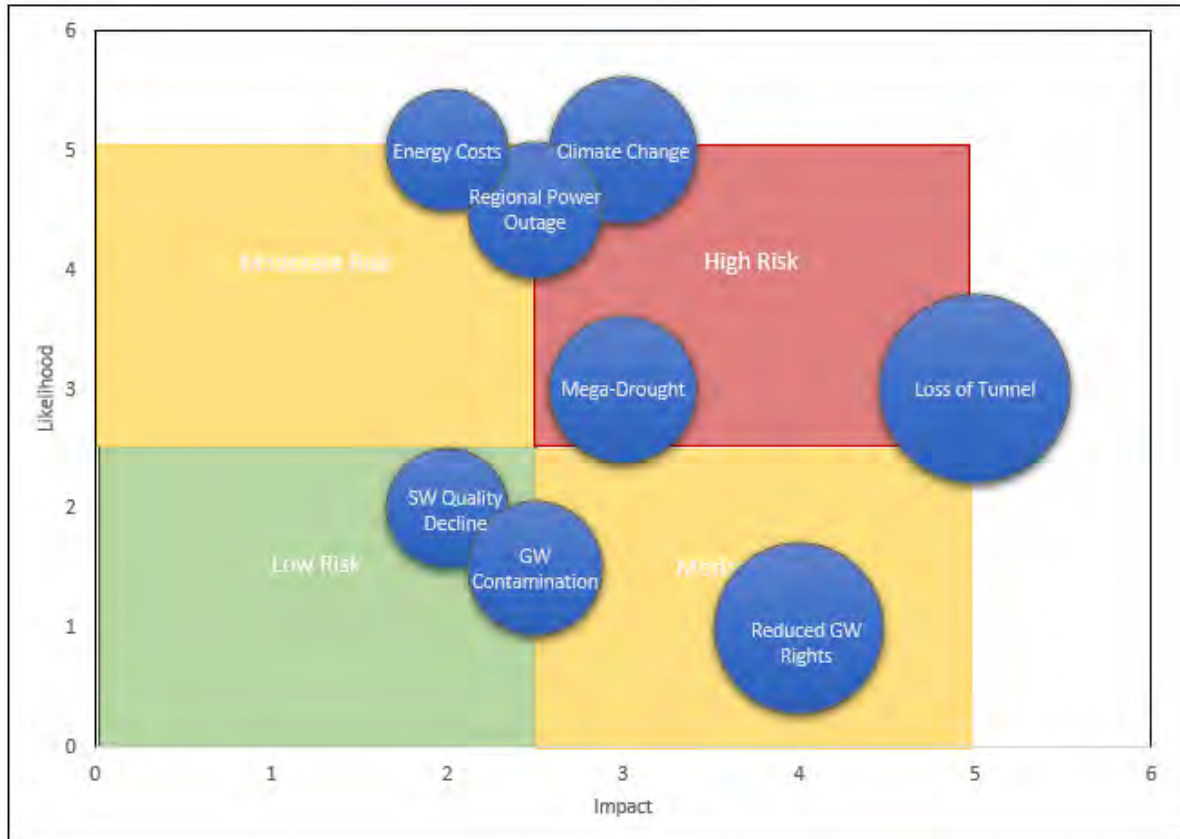 6
5
4
3
2
1
0
Likelihood
Energy Costs
Climate Change
Regional Power
Outage
High Risk
Mega-Drought
Loss of Tunnel
SW Quality
Decline
Low Risk
GW
Contamination
Reduced GW
Rights
0 1 2 3 4 5 6
Impact